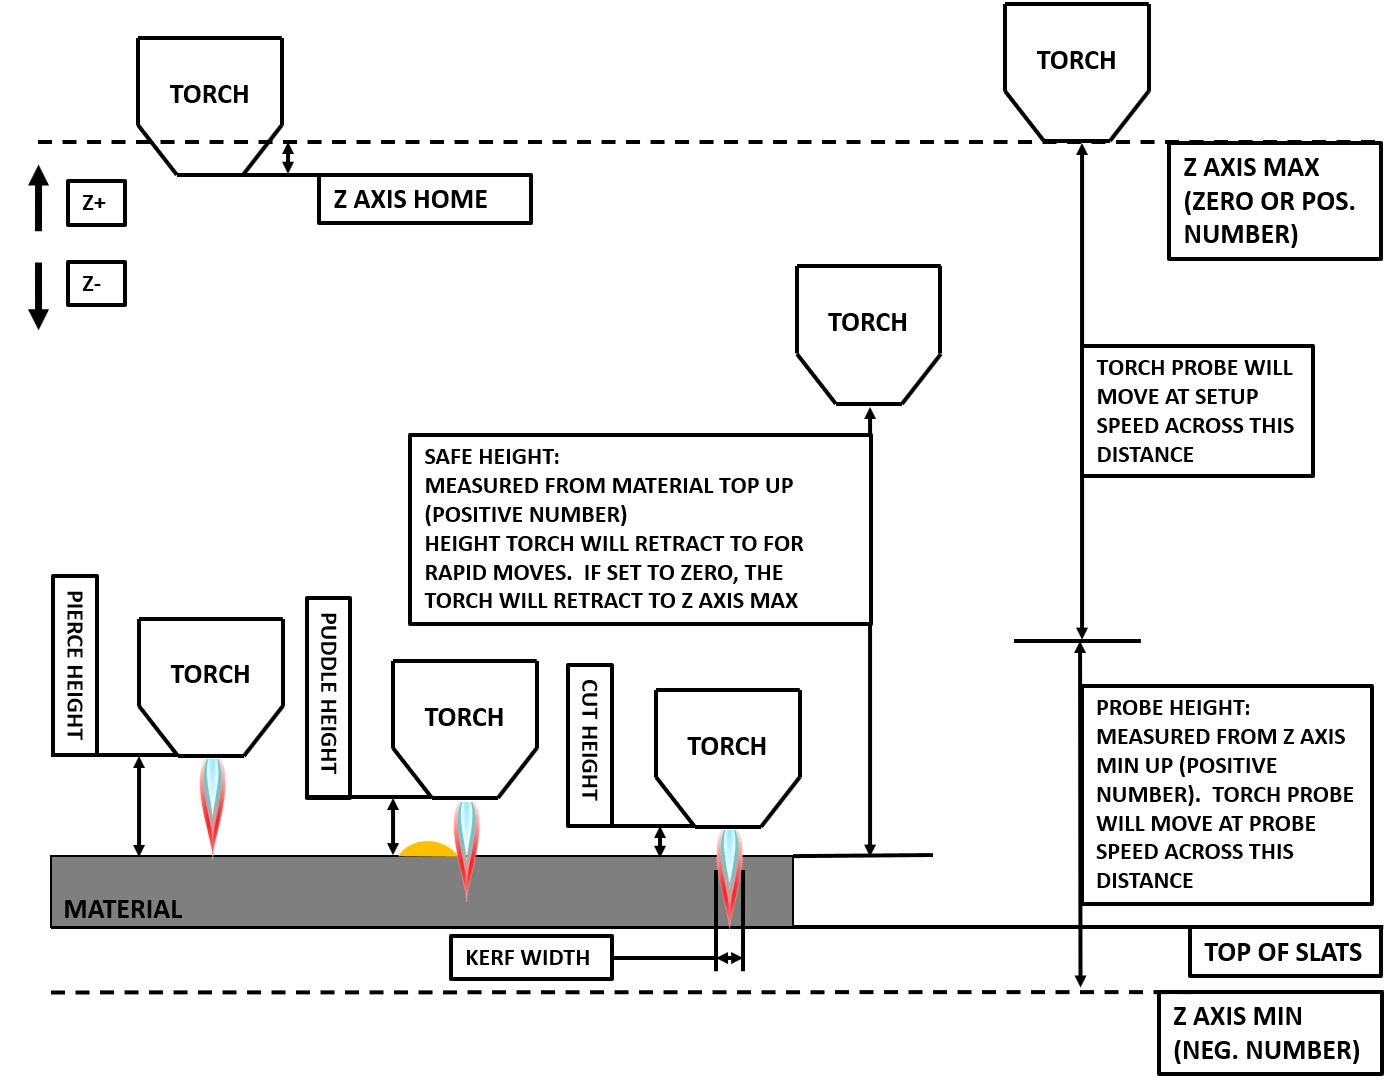 TORCH
TORCH
Z AXIS MAX
(ZERO OR POS.
NUMBER)
Z+
Z AXIS HOME
Z-
TORCH
TORCH PROBE WILL
MOVE AT SETUP
SPEED ACROSS THIS
DISTANCE
SAFE HEIGHT:
MEASURED FROM MATERIAL TOP UP
(POSITIVE NUMBER)
HEIGHT TORCH WILL RETRACT TO FOR
RAPID MOVES.  IF SET TO ZERO, THE
TORCH WILL RETRACT TO Z AXIS MAX
PIERCE HEIGHT
TORCH
PUDDLE HEIGHT
TORCH
CUT HEIGHT
TORCH
PROBE HEIGHT:
MEASURED FROM Z AXIS
MIN UP (POSITIVE
NUMBER).  TORCH PROBE
WILL MOVE AT PROBE
SPEED ACROSS THIS
DISTANCE
MATERIAL
KERF WIDTH
TOP OF SLATS
Z AXIS MIN
(NEG. NUMBER)